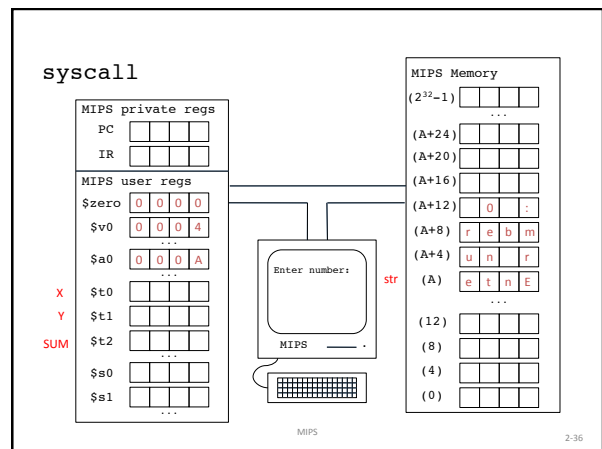 syscall
MIPS private regs
PC
IR
MIPS user regs
$zero 0 0 0 0
$v0 0 0 0 4
...
$a0 0 0 0 A
...
X $t0
Y $t1
SUM $t2
...
$s0
$s1
...
Enter number:
MIPS
MIPS Memory
(2³²-1)
...
(A+24)
(A+20)
(A+16)
(A+12) 0 :
(A+8) r e b m
(A+4) u n r
str (A) e t n E
...
(12)
(8)
(4)
(0)
MIPS
2-36